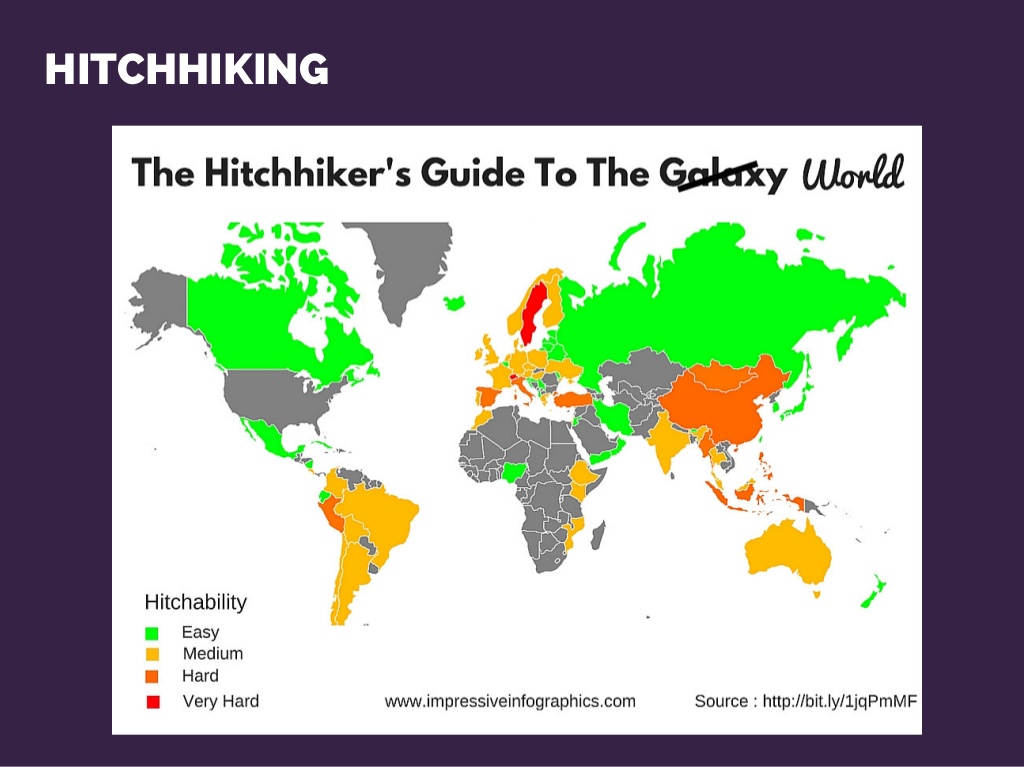 HITCHHIKING
The Hitchhiker's Guide To The Galaxy World
Hitchability
Easy
Medium
Hard
Very Hard
www.impressiveinfographics.com
Source : http://bit.ly/1jqPmMF